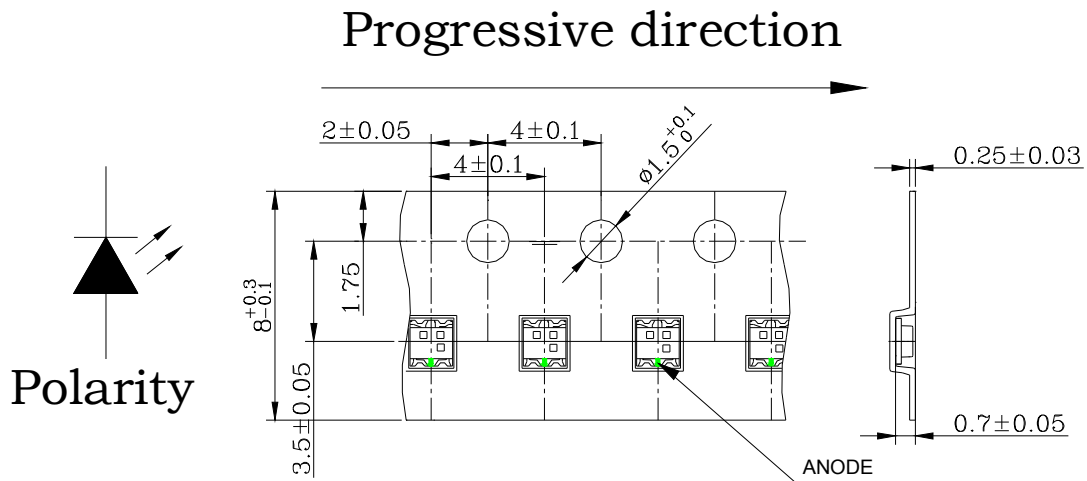 Progressive direction
2±0.05
4±0.1
4±0.1
ø1.5 +0.1 0
0.25±0.03
1.75
8 +0.3 -0.1
3.5±0.05
Polarity
0.7±0.05
ANODE